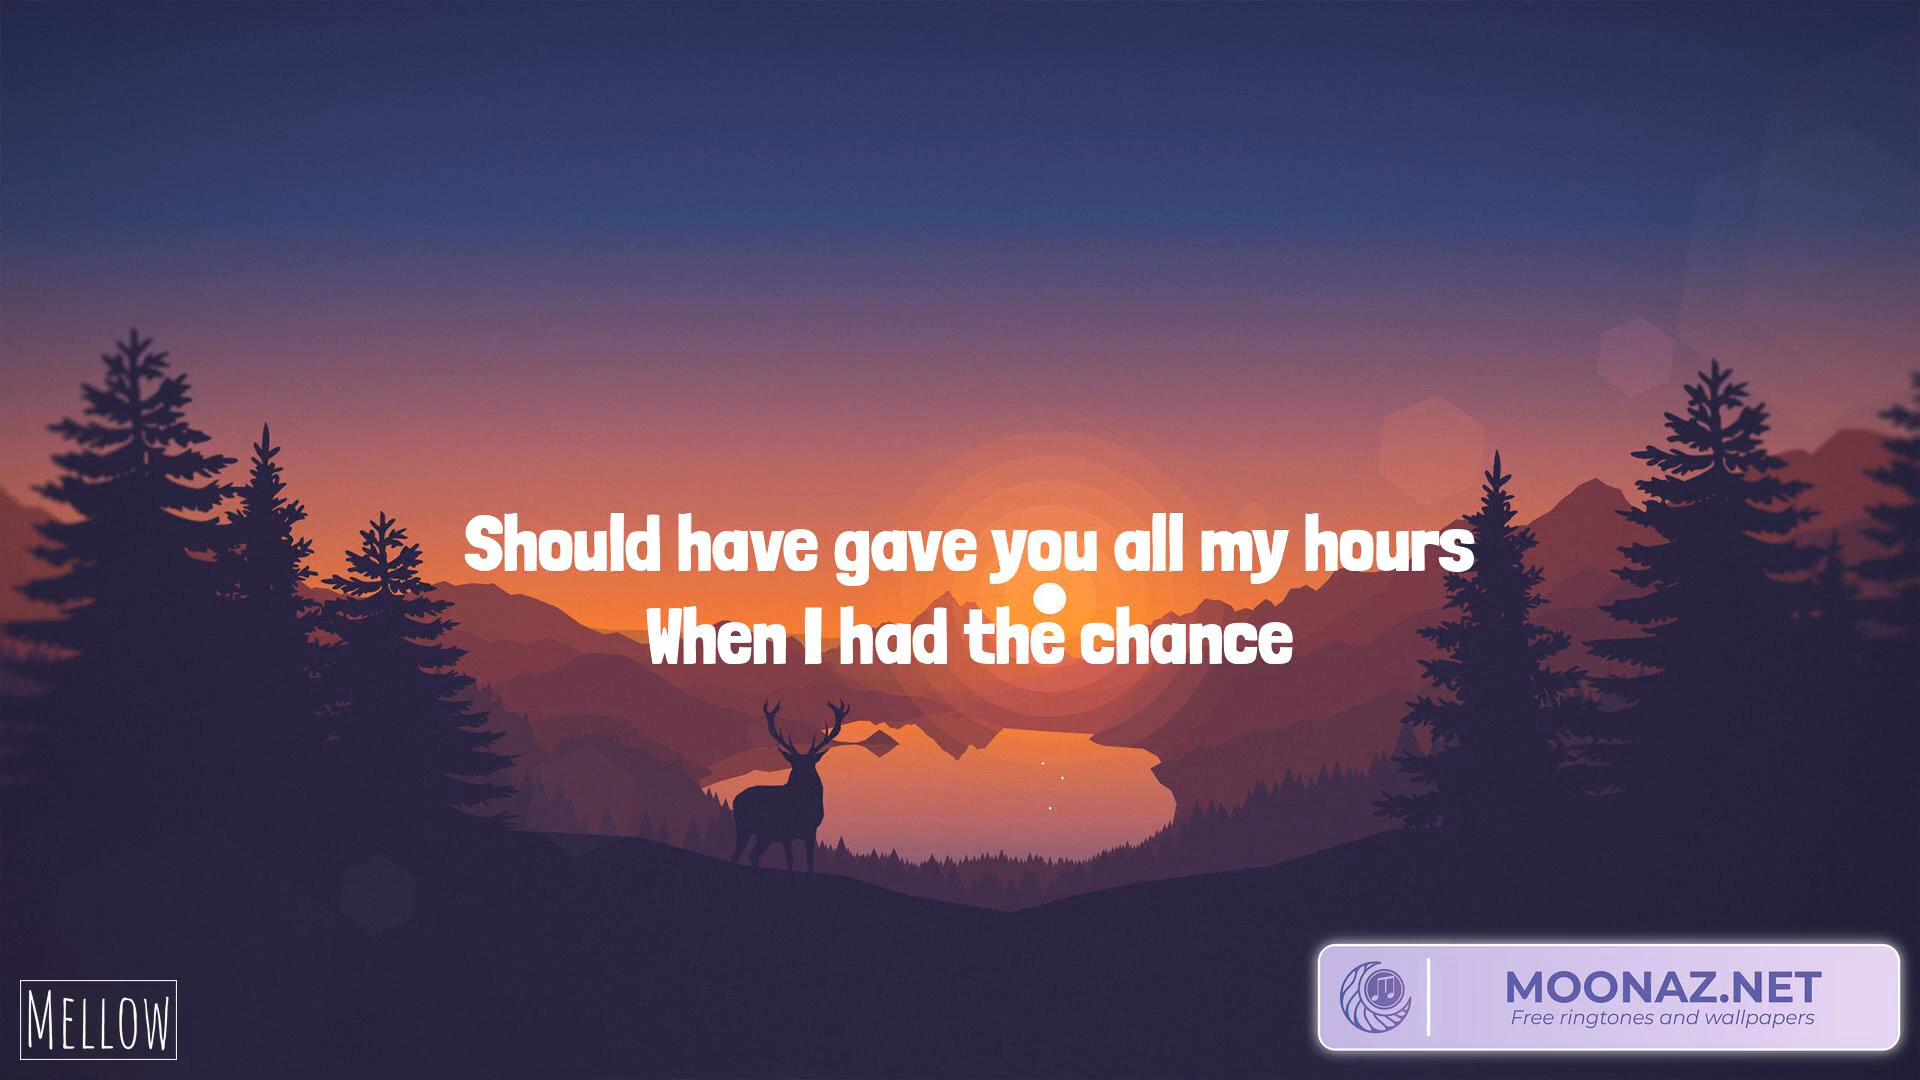 Should have gave you all my hours
When I had the chance
MELLOW
MOONAZ.NET
Free ringtones and wallpapers